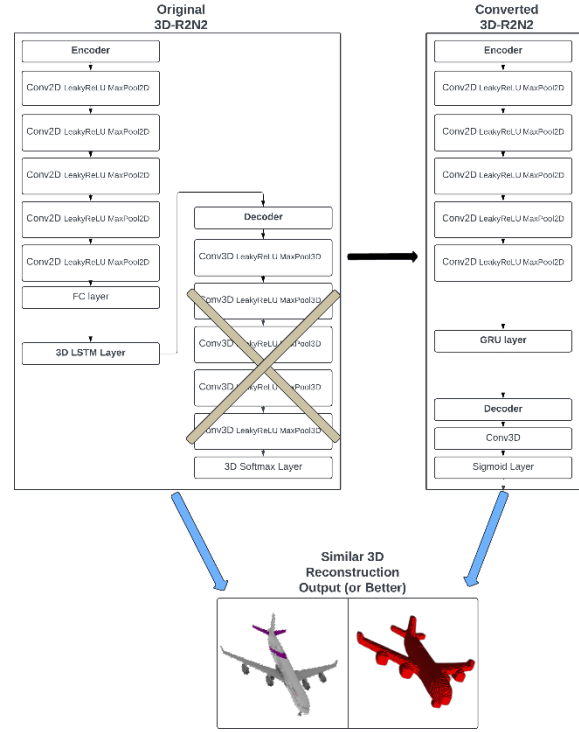 Original
3D-R2N2
Encoder
Conv2D LeakyReLU MaxPool2D
Conv2D LeakyReLU MaxPool2D
Conv2D LeakyReLU MaxPool2D
Conv2D LeakyReLU MaxPool2D
Conv2D LeakyReLU MaxPool2D
FC layer
3D LSTM Layer
Decoder
Conv3D LeakyReLU MaxPool3D
Conv3D LeakyReLU MaxPool3D
Conv3D LeakyReLU MaxPool3D
Conv3D LeakyReLU MaxPool3D
Conv3D LeakyReLU MaxPool3D
3D Softmax Layer
Converted
3D-R2N2
Encoder
Conv2D LeakyReLU MaxPool2D
Conv2D LeakyReLU MaxPool2D
Conv2D LeakyReLU MaxPool2D
Conv2D LeakyReLU MaxPool2D
Conv2D LeakyReLU MaxPool2D
GRU layer
Decoder
Conv3D
Sigmoid Layer
Similar 3D
Reconstruction
Output (or Better)